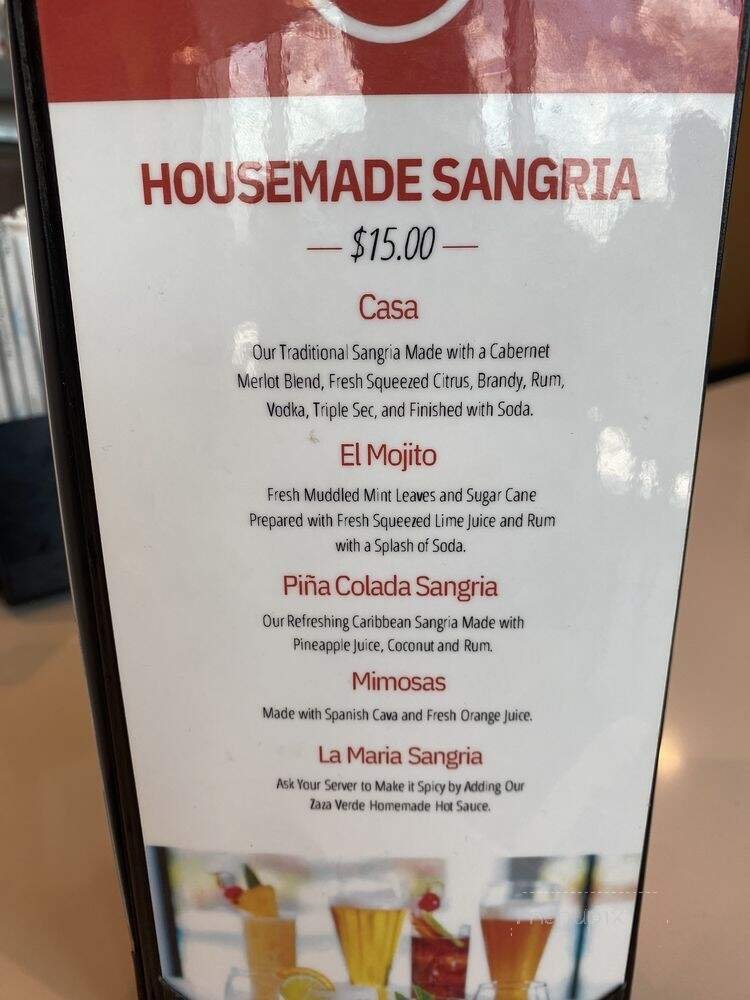 HOUSEMADE SANGRIA
— $15.00 —
Casa
Our Traditional Sangria Made with a Cabernet
Merlot Blend, Fresh Squeezed Citrus, Brandy, Rum,
Vodka, Triple Sec, and Finished with Soda.
El Mojito
Fresh Muddled Mint Leaves and Sugar Cane
Prepared with Fresh Squeezed Lime Juice and Rum
with a Splash of Soda.
Piña Colada Sangria
Our Refreshing Caribbean Sangria Made with
Pineapple Juice, Coconut and Rum.
Mimosas
Made with Spanish Cava and Fresh Orange Juice.
La Maria Sangria
Ask Your Server to Make it Spicy by Adding Our
Zaza Verde Homemade Hot Sauce.